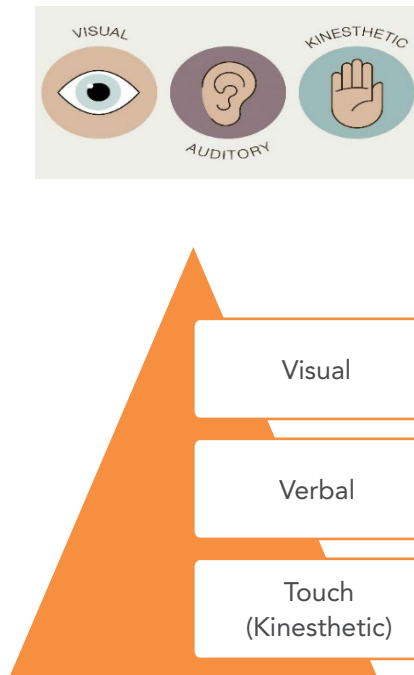 VISUAL
AUDITORY
KINESTHETIC
Visual
Verbal
Touch
(Kinesthetic)